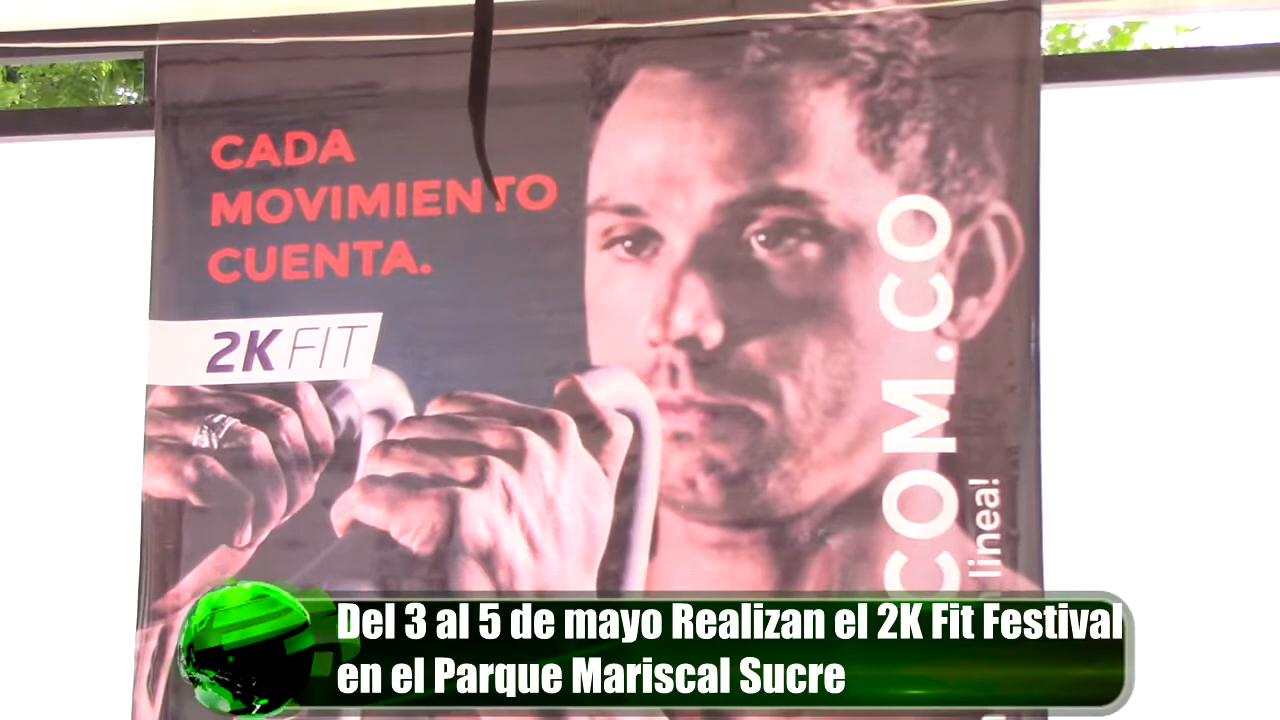 CADA
MOVIMIENTO
CUENTA.
2K FIT
COM.CO
linea!
Del 3 al 5 de mayo Realizan el 2K Fit Festival
en el Parque Mariscal Sucre